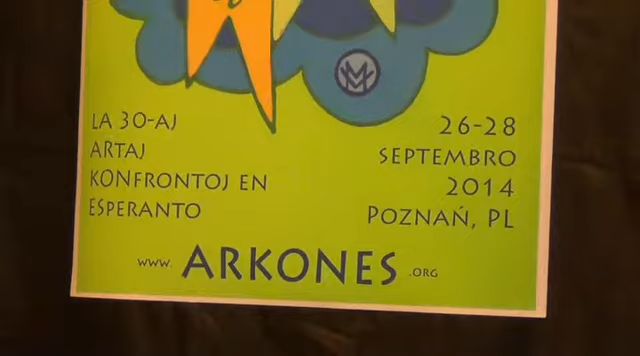 LA 30-AJ
ARTAJ
KONFRONTOJ EN
ESPERANTO
26-28
SEPTEMBRO
2014
POZNAŃ, PL
WWW. ARKONES .ORG